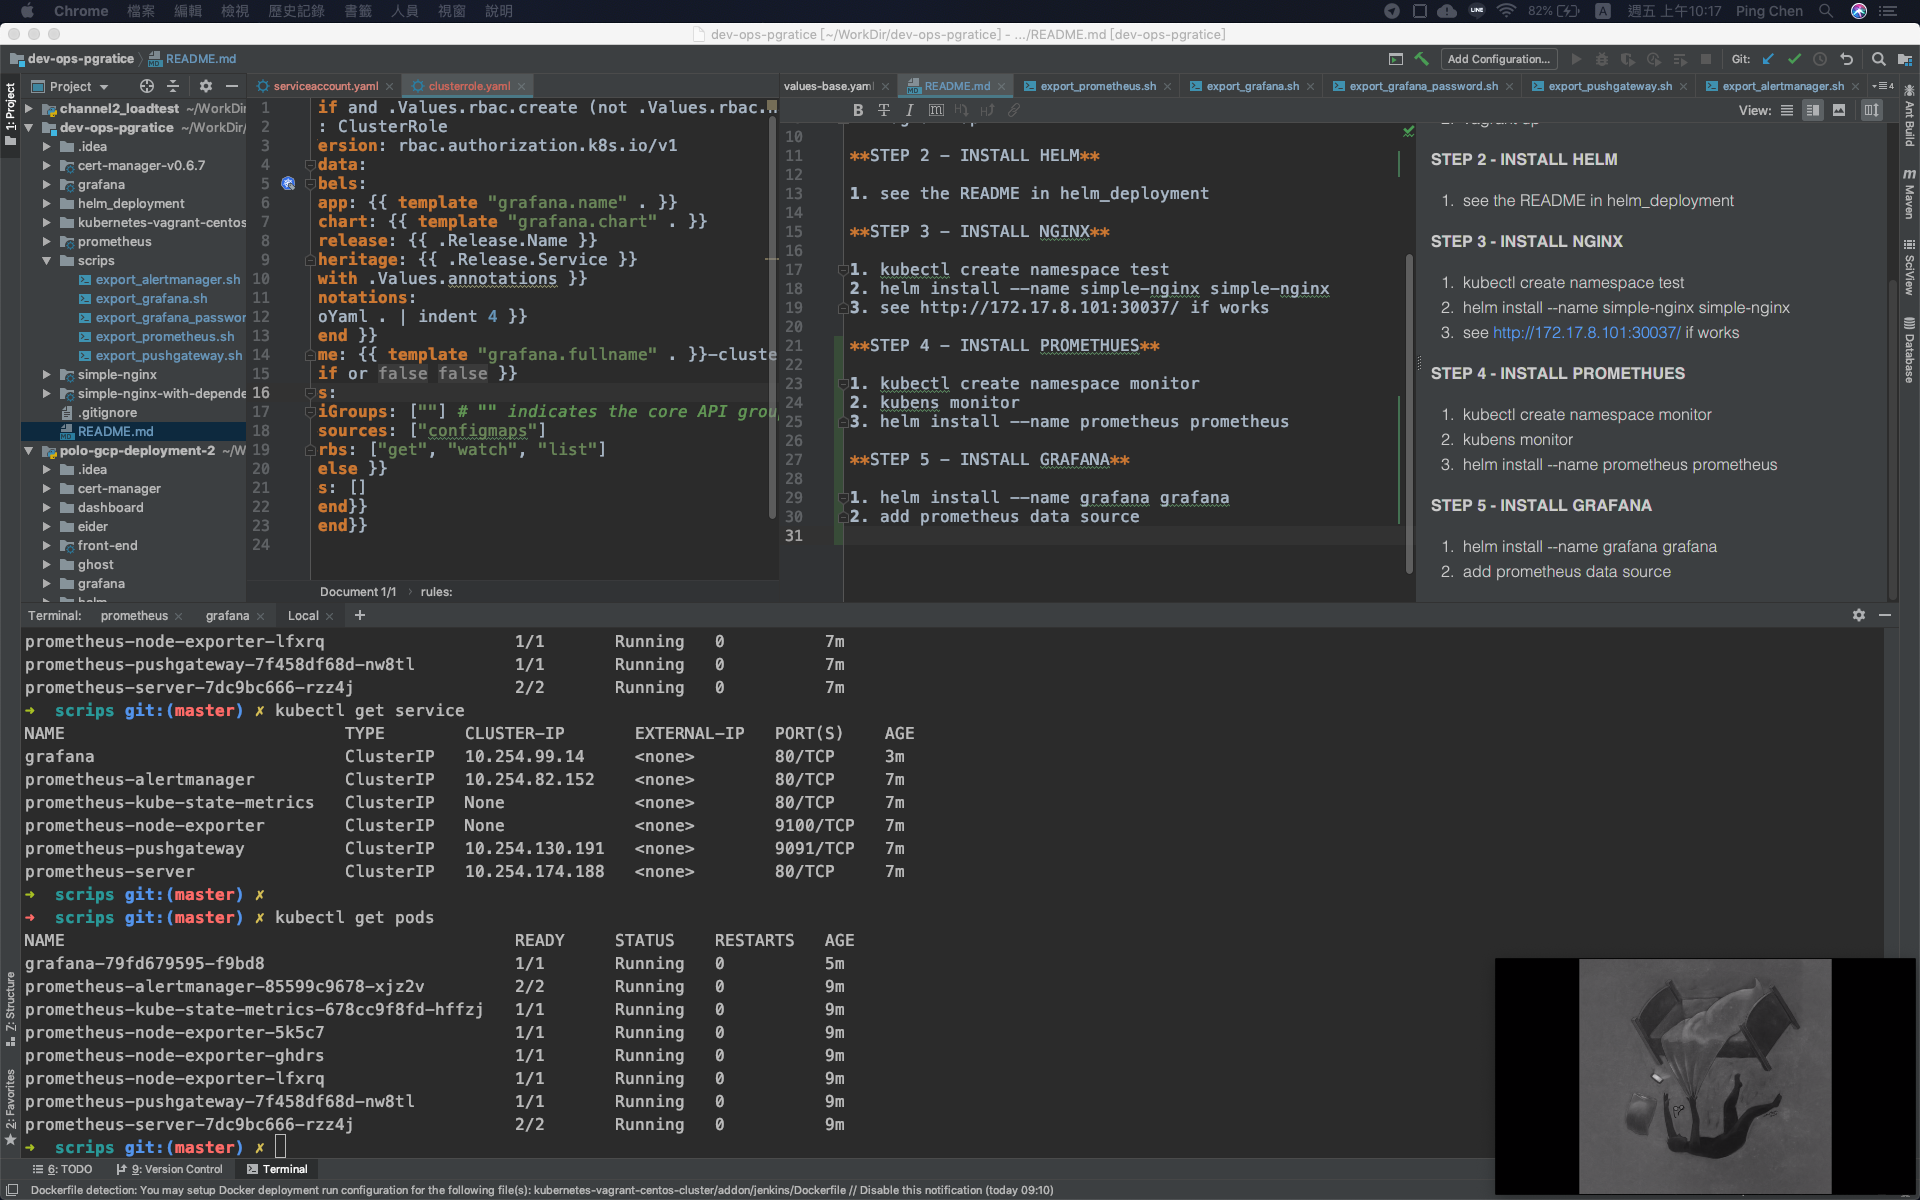 Chrome 檔案 編輯 檢視 歷史記錄 書籤 人員 視窗 說明 LINE 82% A 週五 上午10:17 Ping Chen
dev-ops-pgratice [~/WorkDir/dev-ops-pgratice] - .../README.md [dev-ops-pgratice]
dev-ops-pgratice README.md Add Configuration... Git:
Project serviceaccount.yaml clusterrole.yaml values-base.yaml README.md export_prometheus.sh export_grafana.sh export_grafana_password.sh export_pushgateway.sh export_alertmanager.sh 4
B T I View:
1: Project
channel2_loadtest ~/WorkDir
dev-ops-pgratice ~/WorkDir/
.idea
cert-manager-v0.6.7
grafana
helm_deployment
kubernetes-vagrant-centos
prometheus
scrips
export_alertmanager.sh
export_grafana.sh
export_grafana_passwor
export_prometheus.sh
export_pushgateway.sh
simple-nginx
simple-nginx-with-depende
.gitignore
README.md
polo-gcp-deployment-2 ~/W
.idea
cert-manager
dashboard
eider
front-end
ghost
grafana
1 if and .Values.rbac.create (not .Values.rbac.
2 : ClusterRole
3 ersion: rbac.authorization.k8s.io/v1
4 data:
5 bels:
6 app: {{ template "grafana.name" . }}
7 chart: {{ template "grafana.chart" . }}
8 release: {{ .Release.Name }}
9 heritage: {{ .Release.Service }}
10 with .Values.annotations }}
11 notations:
12 oYaml . | indent 4 }}
13 end }}
14 me: {{ template "grafana.fullname" . }}-cluste
15 if or false false }}
16 s:
17 iGroups: [""] # "" indicates the core API grou
18 sources: ["configmaps"]
19 rbs: ["get", "watch", "list"]
20 else }}
21 s: []
22 end}}
23 end}}
24
Document 1/1 rules:
10
11 **STEP 2 - INSTALL HELM**
12
13 1. see the README in helm_deployment
14
15 **STEP 3 - INSTALL NGINX**
16
17 1. kubectl create namespace test
18 2. helm install --name simple-nginx simple-nginx
19 3. see http://172.17.8.101:30037/ if works
20
21 **STEP 4 - INSTALL PROMETHUES**
22
23 1. kubectl create namespace monitor
24 2. kubens monitor
25 3. helm install --name prometheus prometheus
26
27 **STEP 5 - INSTALL GRAFANA**
28
29 1. helm install --name grafana grafana
30 2. add prometheus data source
31
STEP 2 - INSTALL HELM
1. see the README in helm_deployment
STEP 3 - INSTALL NGINX
1. kubectl create namespace test
2. helm install --name simple-nginx simple-nginx
3. see http://172.17.8.101:30037/ if works
STEP 4 - INSTALL PROMETHUES
1. kubectl create namespace monitor
2. kubens monitor
3. helm install --name prometheus prometheus
STEP 5 - INSTALL GRAFANA
1. helm install --name grafana grafana
2. add prometheus data source
Ant Build
m Maven
SciView
Database
Terminal: prometheus grafana Local +
prometheus-node-exporter-lfxrq 1/1 Running 0 7m
prometheus-pushgateway-7f458df68d-nw8tl 1/1 Running 0 7m
prometheus-server-7dc9bc666-rzz4j 2/2 Running 0 7m
➜ scrips git:(master) ✗ kubectl get service
NAME TYPE CLUSTER-IP EXTERNAL-IP PORT(S) AGE
grafana ClusterIP 10.254.99.14 <none> 80/TCP 3m
prometheus-alertmanager ClusterIP 10.254.82.152 <none> 80/TCP 7m
prometheus-kube-state-metrics ClusterIP None <none> 80/TCP 7m
prometheus-node-exporter ClusterIP None <none> 9100/TCP 7m
prometheus-pushgateway ClusterIP 10.254.130.191 <none> 9091/TCP 7m
prometheus-server ClusterIP 10.254.174.188 <none> 80/TCP 7m
➜ scrips git:(master) ✗
➜ scrips git:(master) ✗ kubectl get pods
NAME READY STATUS RESTARTS AGE
grafana-79fd679595-f9bd8 1/1 Running 0 5m
prometheus-alertmanager-85599c9678-xjz2v 2/2 Running 0 9m
prometheus-kube-state-metrics-678cc9f8fd-hffzj 1/1 Running 0 9m
prometheus-node-exporter-5k5c7 1/1 Running 0 9m
prometheus-node-exporter-ghdrs 1/1 Running 0 9m
prometheus-node-exporter-lfxrq 1/1 Running 0 9m
prometheus-pushgateway-7f458df68d-nw8tl 1/1 Running 0 9m
prometheus-server-7dc9bc666-rzz4j 2/2 Running 0 9m
➜ scrips git:(master) ✗
7: Structure
2: Favorites
6: TODO 9: Version Control Terminal
Dockerfile detection: You may setup Docker deployment run configuration for the following file(s): kubernetes-vagrant-centos-cluster/addon/jenkins/Dockerfile // Disable this notification (today 09:10)